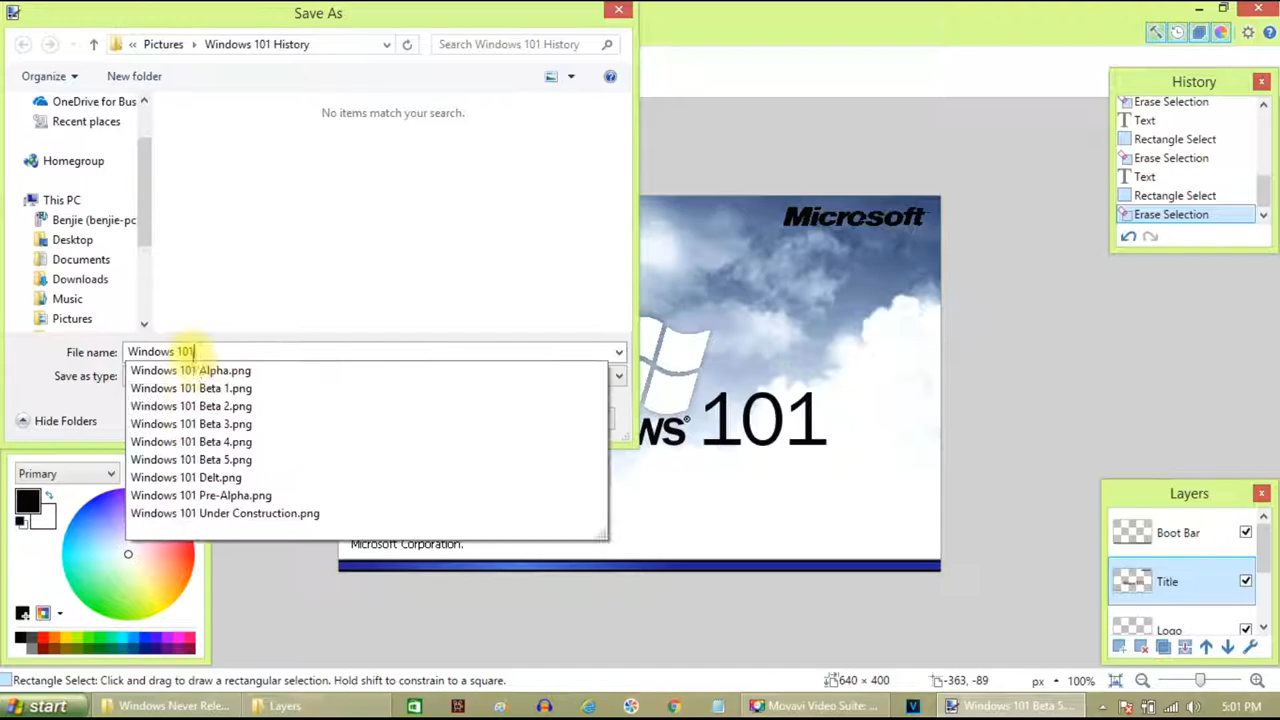 Save As
« Pictures Windows 101 History
Search Windows 101 History
Organize
New folder
OneDrive for Bus
Recent places
Homegroup
This PC
Benjie (benjie-pc
Desktop
Documents
Downloads
Music
Pictures
No items match your search.
File name: Windows 101
Save as type:
Windows 101 Alpha.png
Windows 101 Beta 1.png
Windows 101 Beta 2.png
Windows 101 Beta 3.png
Windows 101 Beta 4.png
Windows 101 Beta 5.png
Windows 101 Delt.png
Windows 101 Pre-Alpha.png
Windows 101 Under Construction.png
Hide Folders
Primary
Microsoft
ws® 101
Microsoft Corporation.
History
Erase Selection
Text
Rectangle Select
Erase Selection
Text
Rectangle Select
Erase Selection
Layers
Boot Bar
Title
Logo
Rectangle Select: Click and drag to draw a rectangular selection. Hold shift to constrain to a square.
640 × 400
-363, -89
px
100%
start
Windows Never Rele...
Layers
Movavi Video Suite: ...
Windows 101 Beta 5....
5:01 PM